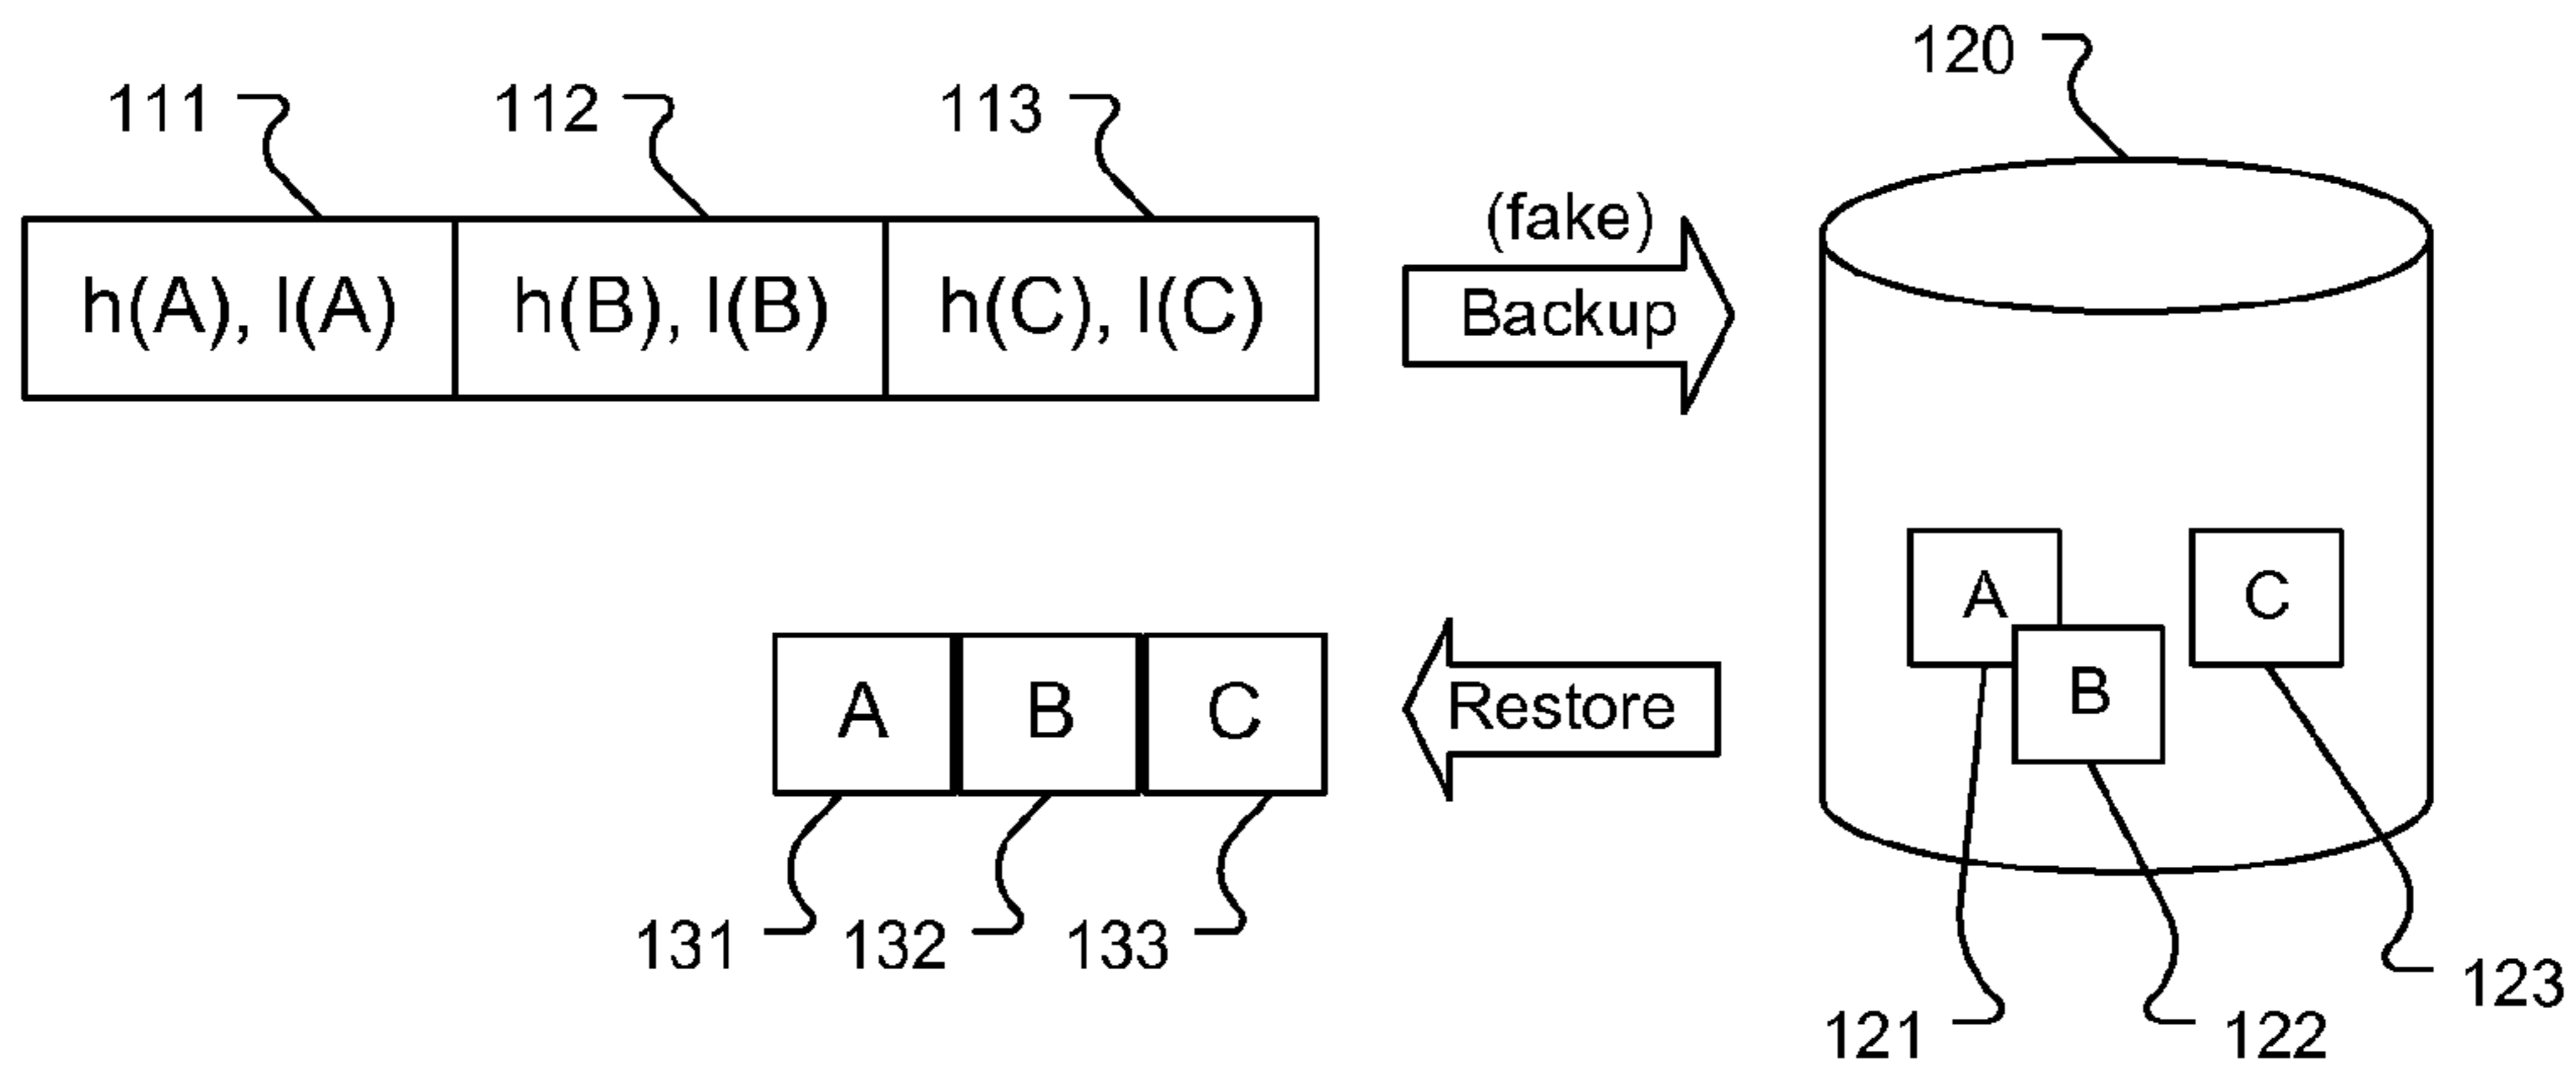 120
111 112 113
(fake)
h(A), l(A) h(B), l(B) h(C), l(C)
Backup
A C
B
A B C
Restore
131 132 133
123
121 122